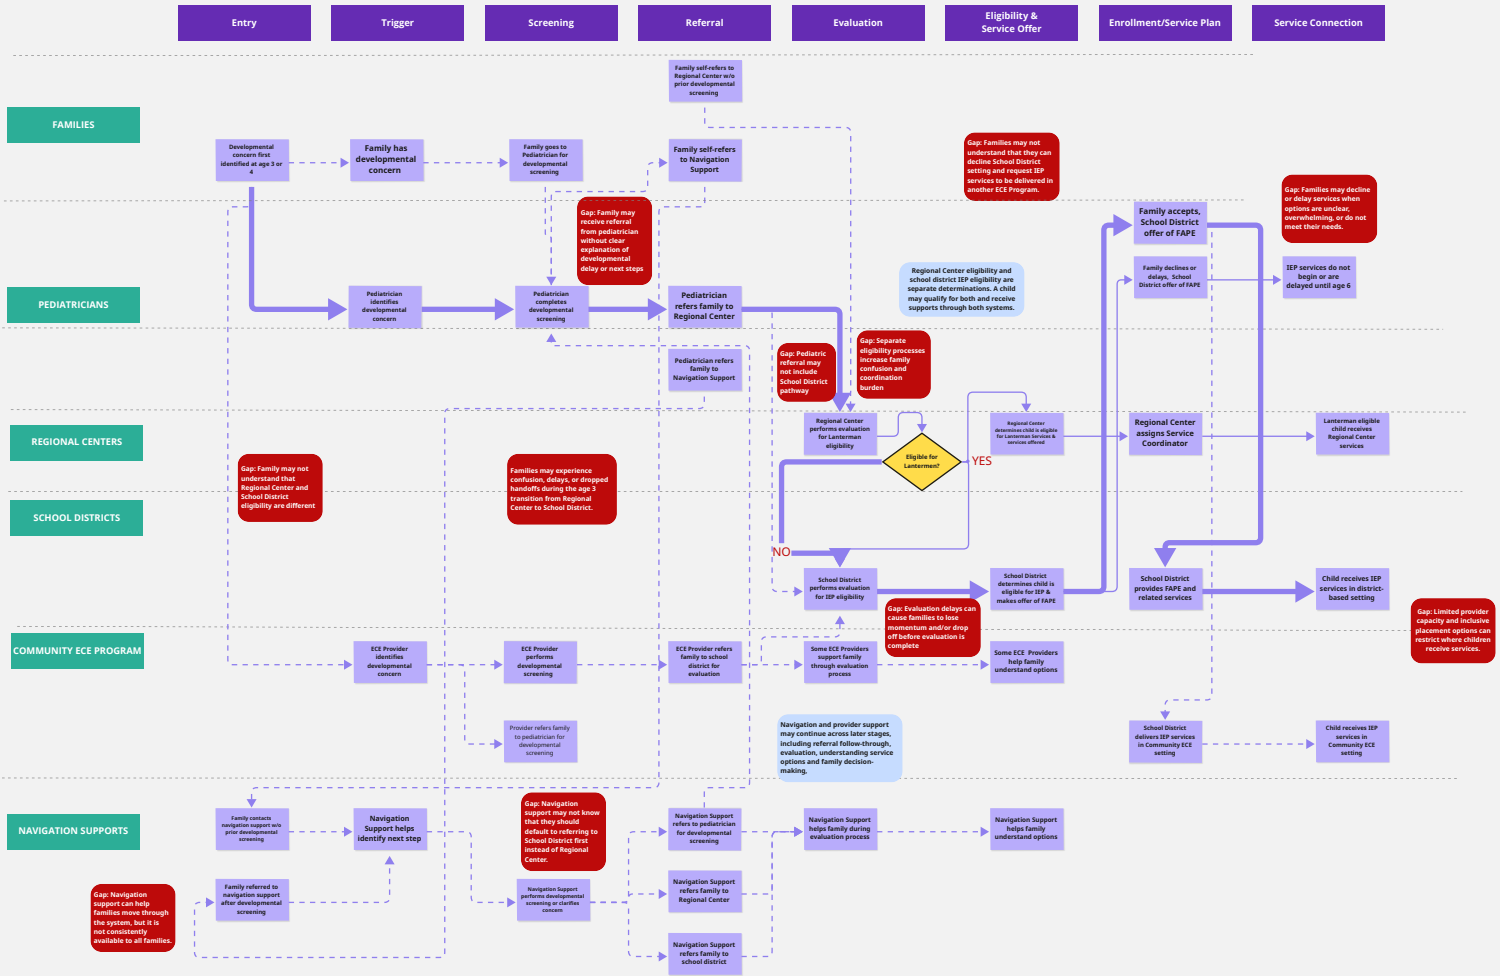 Entry
Trigger
Screening
Referral
Evaluation
Eligibility &
Service Offer
Enrollment/Service Plan
Service Connection
FAMILIES
Family self-refers to
Regional Center w/o
prior developmental
screening
Developmental
concern first
identified at age 3 or
4
Family has
developmental
concern
Family goes to
Pediatrician for
developmental
screening
Family self-refers
to Navigation
Support
Gap: Families may not
understand that they can
decline School District
setting and request IEP
services to be delivered in
another ECE Program.
Gap: Families may decline
or delay services when
options are unclear,
overwhelming, or do not
meet their needs.
Gap: Family may
receive referral
from pediatrician
without clear
explanation of
developmental
delay or next steps
Family accepts,
School District
offer of FAPE
Family declines or
delays, School
District offer of FAPE
IEP services do not
begin or are
delayed until age 6
PEDIATRICIANS
Pediatrician
identifies
developmental
concern
Pediatrician
completes
developmental
screening
Pediatrician
refers family to
Regional Center
Regional Center eligibility and
school district IEP eligibility are
separate determinations. A child
may qualify for both and receive
supports through both systems.
Pediatrician refers
family to
Navigation Support
Gap: Pediatric
referral may
not include
School District
pathway
Gap: Separate
eligibility processes
increase family
confusion and
coordination
burden
REGIONAL CENTERS
Regional Center
performs evaluation
for Lanterman
eligibility
Eligible for
Lantermen?
YES
Regional Center
determines child is eligible
for Lanterman Services &
services offered
Regional Center
assigns Service
Coordinator
Lanterman eligible
child receives
Regional Center
services
Gap: Family may not
understand that
Regional Center and
School District
eligibility are different
Families may experience
confusion, delays, or dropped
handoffs during the age 3
transition from Regional
Center to School District.
SCHOOL DISTRICTS
NO
School District
performs evaluation
for IEP eligibility
School District
determines child is
eligible for IEP &
makes offer of FAPE
School District
provides FAPE and
related services
Child receives IEP
services in district-
based setting
Gap: Evaluation delays can
cause families to lose
momentum and/or drop
off before evaluation is
complete
Gap: Limited provider
capacity and inclusive
placement options can
restrict where children
receive services.
COMMUNITY ECE PROGRAM
ECE Provider
identifies
developmental
concern
ECE Provider
performs
developmental
screening
ECE Provider refers
family to school
district for
evaluation
Some ECE Providers
support family
through evaluation
process
Some ECE Providers
help family
understand options
Provider refers family
to pediatrician for
developmental
screening
Navigation and provider support
may continue across later stages,
including referral follow-through,
evaluation, understanding service
options and family decision-
making,
School District
delivers IEP services
in Community ECE
setting
Child receives IEP
services in
Community ECE
setting
NAVIGATION SUPPORTS
Family contacts
navigation support w/o
prior developmental
screening
Navigation
Support helps
identify next step
Gap: Navigation
support may not know
that they should
default to referring to
School District first
instead of Regional
Center.
Navigation Support
refers to pediatrician
for developmental
screening
Navigation Support
helps family during
evaluation process
Navigation Support
helps family
understand options
Gap: Navigation
support can help
families move through
the system, but it is
not consistently
available to all families.
Family referred to
navigation support
after developmental
screening
Navigation Support
performs developmental
screening or clarifies
concern
Navigation Support
refers family to
Regional Center
Navigation Support
refers family to
school district